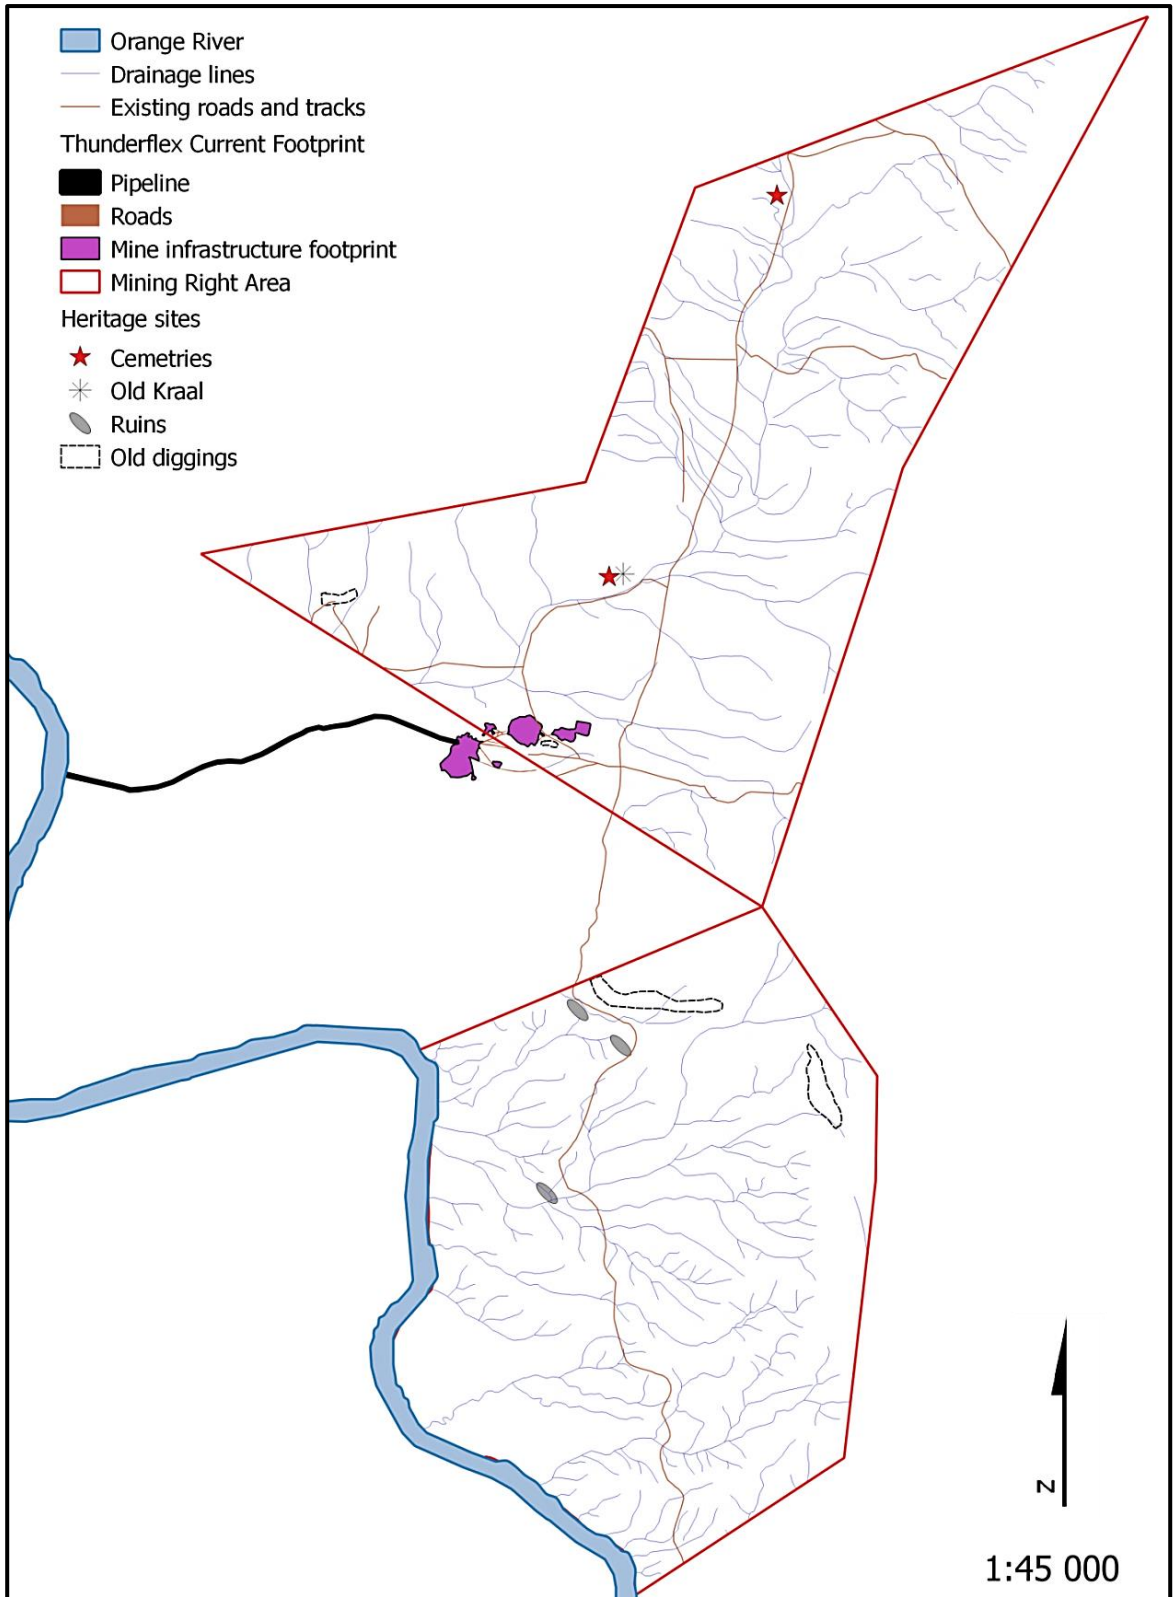 Orange River
Drainage lines
Existing roads and tracks
Thunderflex Current Footprint
Pipeline
Roads
Mine infrastructure footprint
Mining Right Area
Heritage sites
Cemetries
Old Kraal
Ruins
Old diggings
N
1:45 000